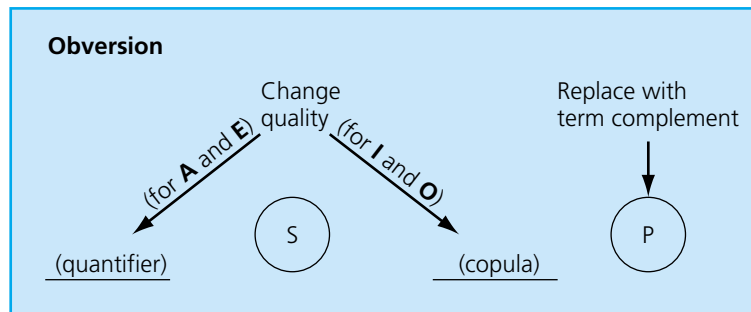 Obversion
Change
quality
Replace with
term complement
(for A and E)
(for I and O)
(quantifier)
S
(copula)
P